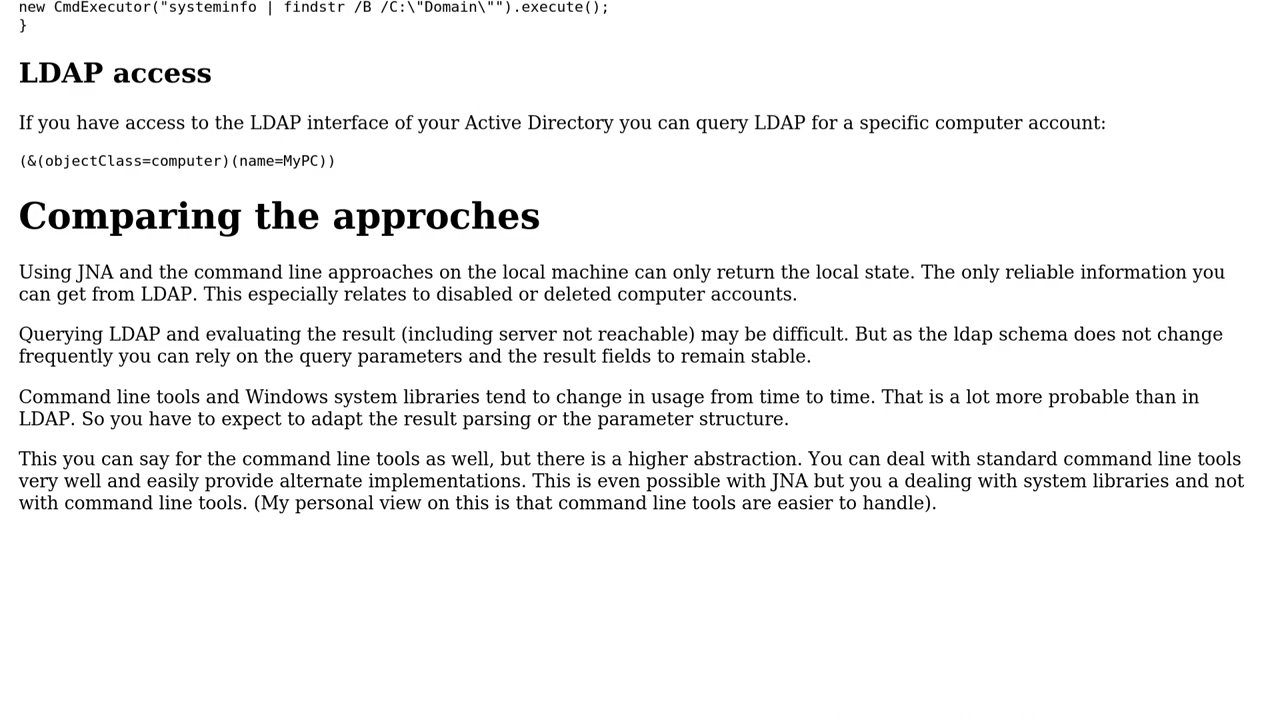 new CmdExecutor("systeminfo | findstr /B /C:\"Domain\"").execute();
}
LDAP access
If you have access to the LDAP interface of your Active Directory you can query LDAP for a specific computer account:
(&(objectClass=computer)(name=MyPC))
Comparing the approches
Using JNA and the command line approaches on the local machine can only return the local state. The only reliable information you
can get from LDAP. This especially relates to disabled or deleted computer accounts.
Querying LDAP and evaluating the result (including server not reachable) may be difficult. But as the ldap schema does not change
frequently you can rely on the query parameters and the result fields to remain stable.
Command line tools and Windows system libraries tend to change in usage from time to time. That is a lot more probable than in
LDAP. So you have to expect to adapt the result parsing or the parameter structure.
This you can say for the command line tools as well, but there is a higher abstraction. You can deal with standard command line tools
very well and easily provide alternate implementations. This is even possible with JNA but you a dealing with system libraries and not
with command line tools. (My personal view on this is that command line tools are easier to handle).